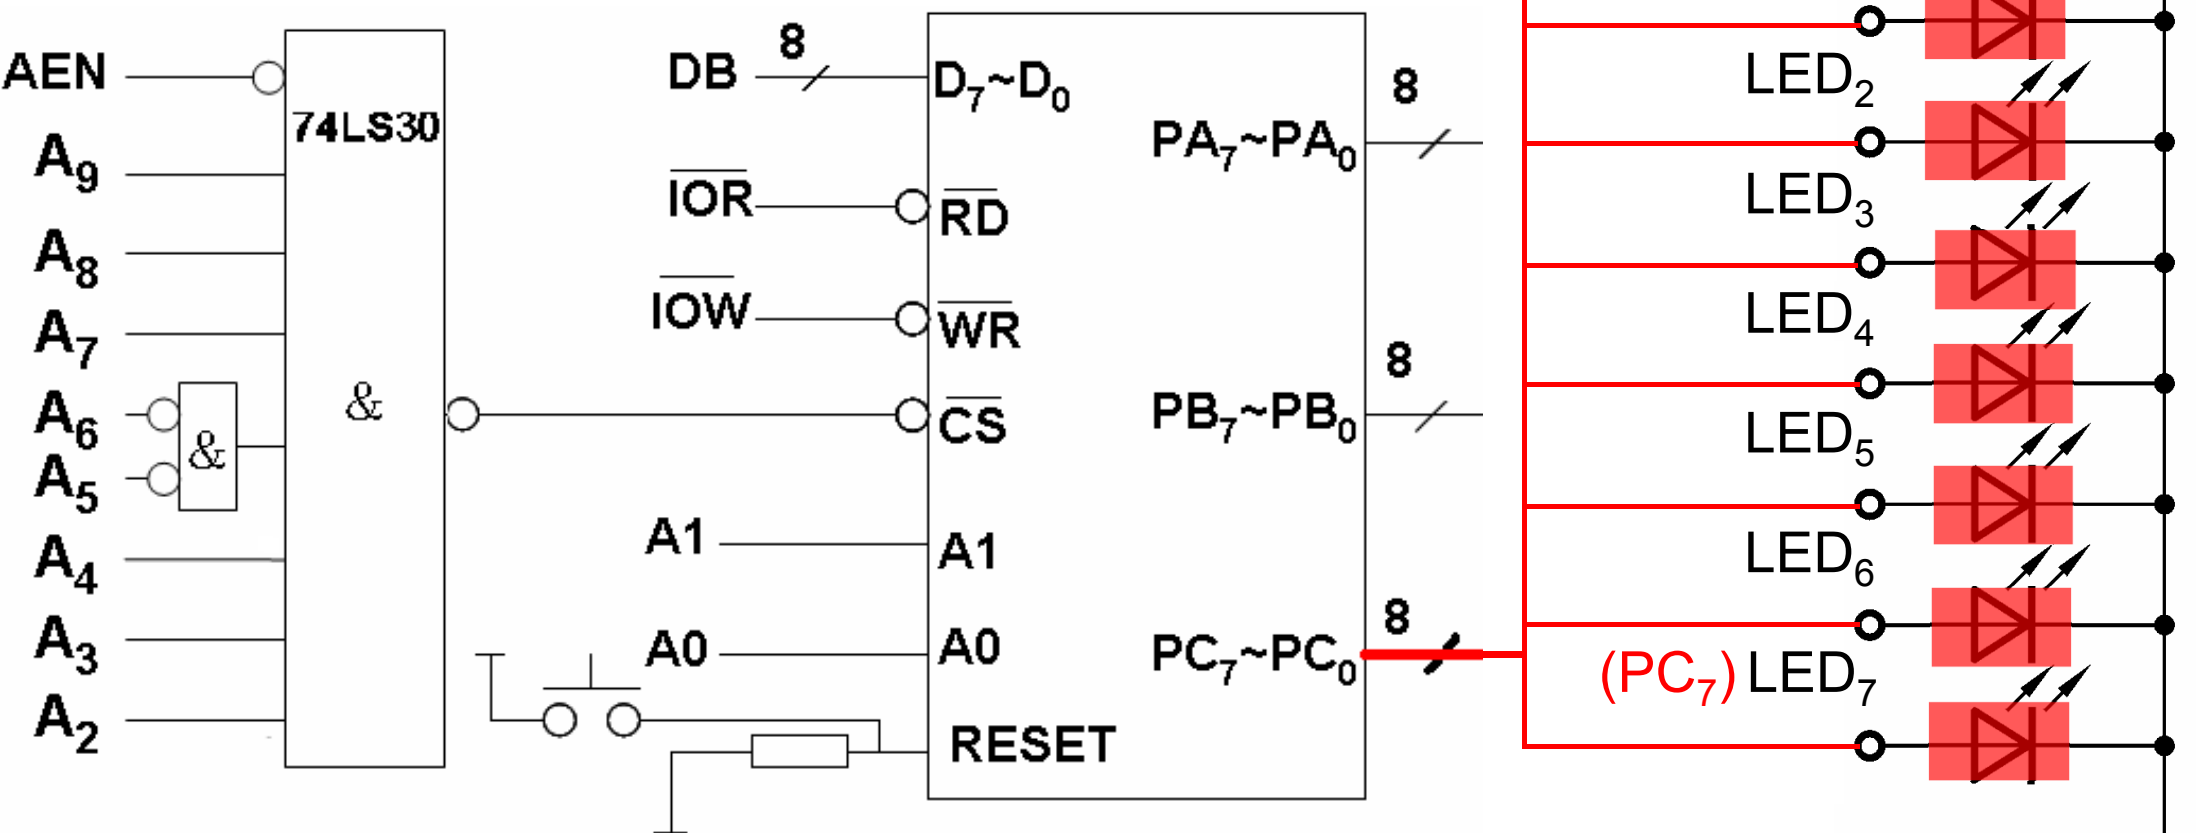 AEN
A9
A8
A7
A6
A5
A4
A3
A2
74LS30
&
&
DB
8
IOR
IOW
A1
A0
D7~D0
RD
WR
CS
A1
A0
RESET
PA7~PA0
8
PB7~PB0
8
PC7~PC0
8
LED2
LED3
LED4
LED5
LED6
(PC7) LED7